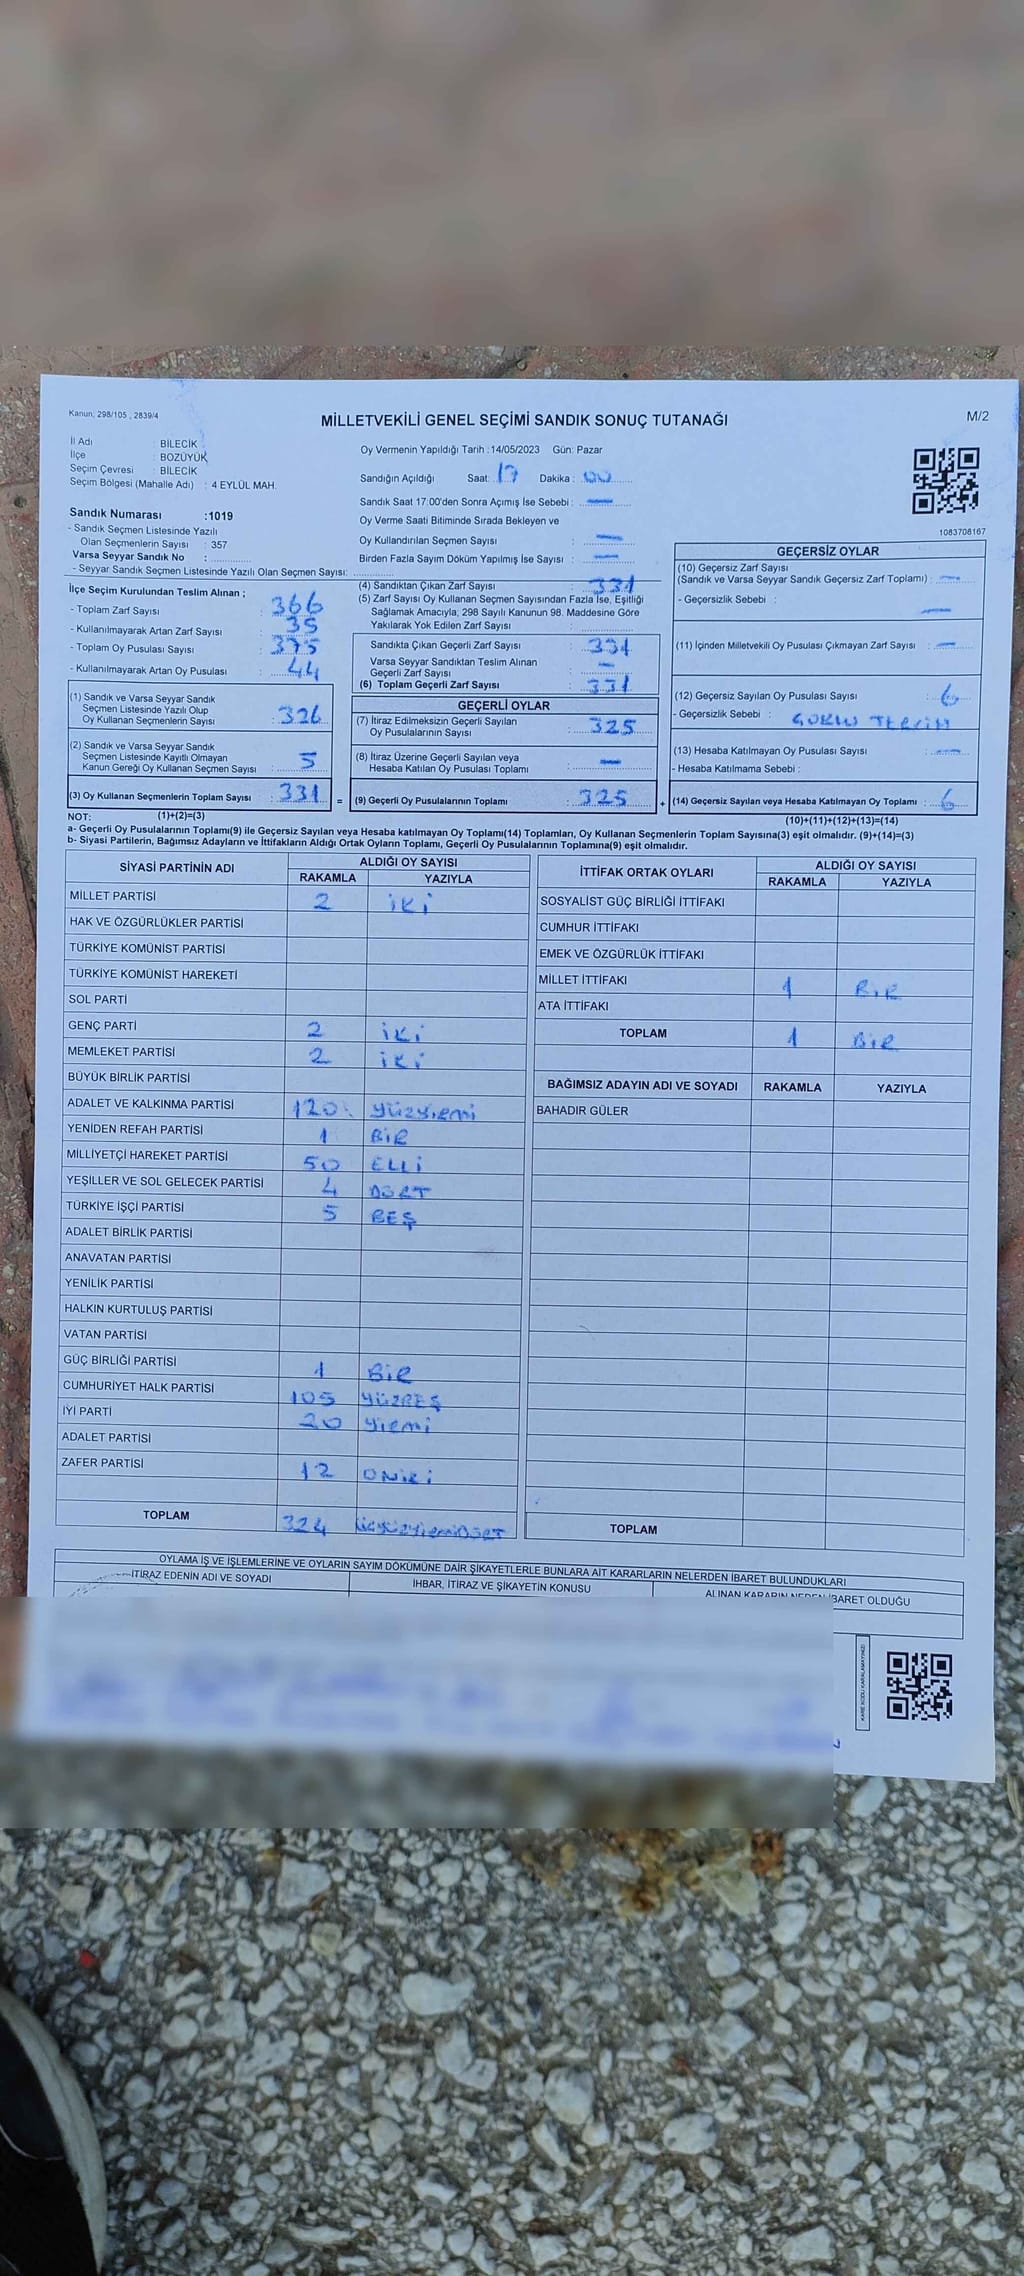 Kanun; 298/105 , 2839/4
MİLLETVEKİLİ GENEL SEÇİMİ SANDIK SONUÇ TUTANAĞI
M/2
İl Adı : BİLECİK
İlçe : BOZÜYÜK
Seçim Çevresi : BİLECİK
Seçim Bölgesi (Mahalle Adı) : 4 EYLÜL MAH.
Oy Vermenin Yapıldığı Tarih :14/05/2023 Gün: Pazar
Sandığın Açıldığı Saat: 17 Dakika : 00
Sandık Saat 17:00'den Sonra Açımış İse Sebebi : —
Oy Verme Saati Bitiminde Sırada Bekleyen ve
Oy Kullandırılan Seçmen Sayısı : —
Birden Fazla Sayım Döküm Yapılmış İse Sayısı : —
1083708167
Sandık Numarası :1019
- Sandık Seçmen Listesinde Yazılı
Olan Seçmenlerin Sayısı : 357
Varsa Seyyar Sandık No :
- Seyyar Sandık Seçmen Listesinde Yazılı Olan Seçmen Sayısı:
İlçe Seçim Kurulundan Teslim Alınan ;
- Toplam Zarf Sayısı : 366
- Kullanılmayarak Artan Zarf Sayısı : 35
- Toplam Oy Pusulası Sayısı : 375
- Kullanılmayarak Artan Oy Pusulası : 44
(1) Sandık ve Varsa Seyyar Sandık
Seçmen Listesinde Yazılı Olup
Oy Kullanan Seçmenlerin Sayısı : 326
(2) Sandık ve Varsa Seyyar Sandık
Seçmen Listesinde Kayıtlı Olmayan
Kanun Gereği Oy Kullanan Seçmen Sayısı : 5
(3) Oy Kullanan Seçmenlerin Toplam Sayısı : 331 =
(4) Sandıktan Çıkan Zarf Sayısı : 331
(5) Zarf Sayısı Oy Kullanan Seçmen Sayısından Fazla İse, Eşitliği
Sağlamak Amacıyla; 298 Sayılı Kanunun 98. Maddesine Göre
Yakılarak Yok Edilen Zarf Sayısı :
Sandıkta Çıkan Geçerli Zarf Sayısı : 331
Varsa Seyyar Sandıktan Teslim Alınan
Geçerli Zarf Sayısı : —
(6) Toplam Geçerli Zarf Sayısı : 331
GEÇERLİ OYLAR
(7) İtiraz Edilmeksizin Geçerli Sayılan
Oy Pusulalarının Sayısı : 325
(8) İtiraz Üzerine Geçerli Sayılan veya
Hesaba Katılan Oy Pusulası Toplamı : —
(9) Geçerli Oy Pusulalarının Toplamı : 325 +
GEÇERSİZ OYLAR
(10) Geçersiz Zarf Sayısı
(Sandık ve Varsa Seyyar Sandık Geçersiz Zarf Toplamı) : —
- Geçersizlik Sebebi : —
(11) İçinden Milletvekili Oy Pusulası Çıkmayan Zarf Sayısı : —
(12) Geçersiz Sayılan Oy Pusulası Sayısı : 6
- Geçersizlik Sebebi : TERCİH
(13) Hesaba Katılmayan Oy Pusulası Sayısı : —
- Hesaba Katılmama Sebebi :
(14) Geçersiz Sayılan veya Hesaba Katılmayan Oy Toplamı : 6
NOT: (1)+(2)=(3) (10)+(11)+(12)+(13)=(14)
a- Geçerli Oy Pusulalarının Toplamı(9) ile Geçersiz Sayılan veya Hesaba katılmayan Oy Toplamı(14) Toplamları, Oy Kullanan Seçmenlerin Toplam Sayısına(3) eşit olmalıdır. (9)+(14)=(3)
b- Siyasi Partilerin, Bağımsız Adayların ve İttifakların Aldığı Ortak Oyların Toplamı, Geçerli Oy Pusulalarının Toplamına(9) eşit olmalıdır.
SİYASİ PARTİNİN ADI ALDIĞI OY SAYISI
RAKAMLA YAZIYLA
MİLLET PARTİSİ 2 İKİ
HAK VE ÖZGÜRLÜKLER PARTİSİ
TÜRKİYE KOMÜNİST PARTİSİ
TÜRKİYE KOMÜNİST HAREKETİ
SOL PARTİ
GENÇ PARTİ 2 İKİ
MEMLEKET PARTİSİ 2 İKİ
BÜYÜK BİRLİK PARTİSİ
ADALET VE KALKINMA PARTİSİ 120 YÜZYİRMİ
YENİDEN REFAH PARTİSİ 1 BİR
MİLLİYETÇİ HAREKET PARTİSİ 50 ELLİ
YEŞİLLER VE SOL GELECEK PARTİSİ 4 DÖRT
TÜRKİYE İŞÇİ PARTİSİ 5 BEŞ
ADALET BİRLİK PARTİSİ
ANAVATAN PARTİSİ
YENİLİK PARTİSİ
HALKIN KURTULUŞ PARTİSİ
VATAN PARTİSİ
GÜÇ BİRLİĞİ PARTİSİ 1 BİR
CUMHURİYET HALK PARTİSİ 105 YÜZBEŞ
İYİ PARTİ 20 YİRMİ
ADALET PARTİSİ
ZAFER PARTİSİ 12 ONİKİ
TOPLAM 324 ÜÇYÜZYİRMİDÖRT
İTTİFAK ORTAK OYLARI ALDIĞI OY SAYISI
RAKAMLA YAZIYLA
SOSYALİST GÜÇ BİRLİĞİ İTTİFAKI
CUMHUR İTTİFAKI
EMEK VE ÖZGÜRLÜK İTTİFAKI
MİLLET İTTİFAKI 1 BİR
ATA İTTİFAKI
TOPLAM 1 BİR
BAĞIMSIZ ADAYIN ADI VE SOYADI RAKAMLA YAZIYLA
BAHADIR GÜLER
TOPLAM
OYLAMA İŞ VE İŞLEMLERİNE VE OYLARIN SAYIM DÖKÜMÜNE DAİR ŞİKAYETLERLE BUNLARA AİT KARARLARIN NELERDEN İBARET BULUNDUKLARI
İTİRAZ EDENİN ADI VE SOYADI İHBAR, İTİRAZ VE ŞİKAYETİN KONUSU ALINAN KARARIN NEDEN İBARET OLDUĞU
KARE KODU KARALAMAYINIZ!